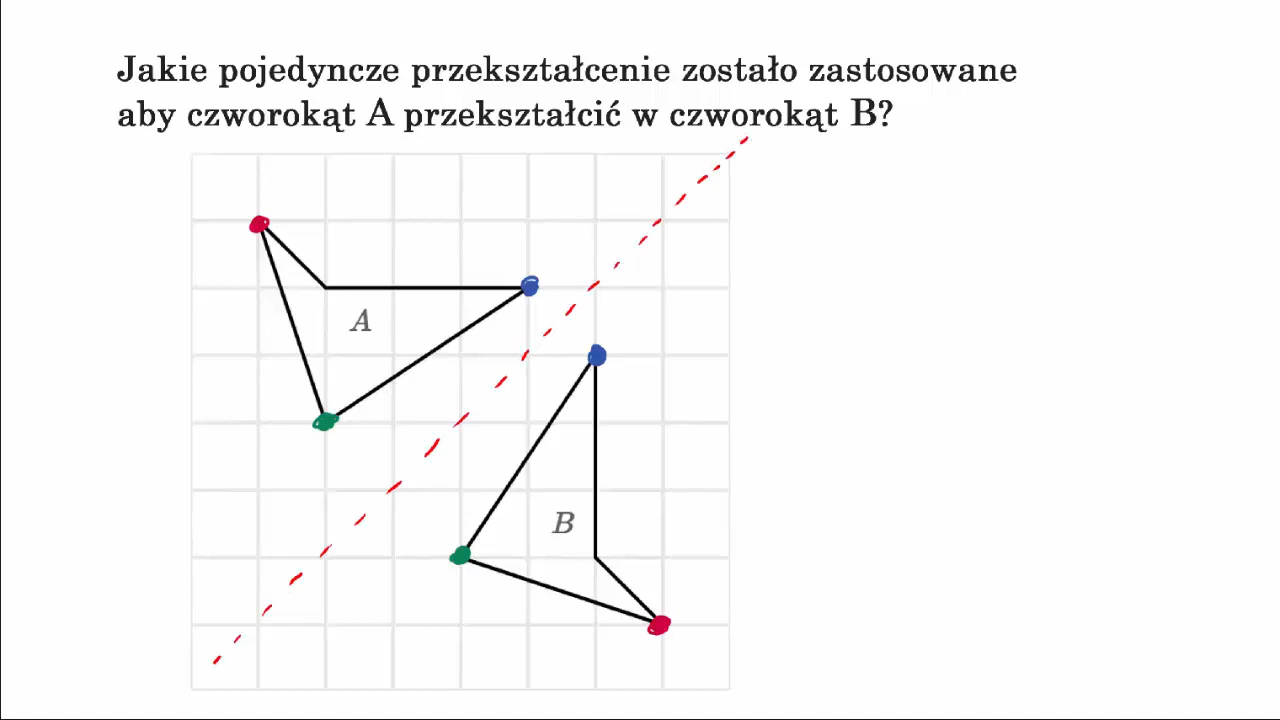 Jakie pojedyncze przekształcenie zostało zastosowane
aby czworokąt A przekształcić w czworokąt B?
A
B